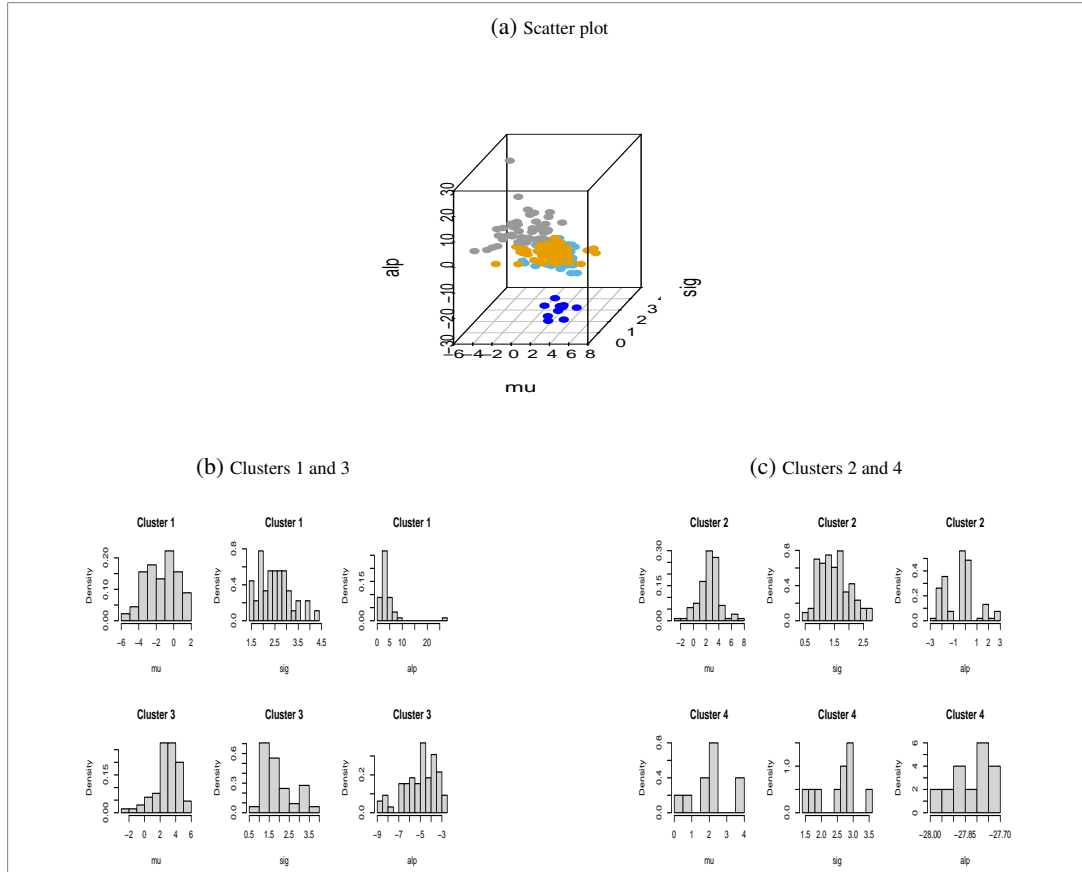 (a) Scatter plot
alp
−30 −20 −10 0 10 20 30
−6 −4 −2 0 2 4 6 8
mu
0 1 2 3 4
sig
(b) Clusters 1 and 3
Cluster 1
Density
0.00 0.10 0.20
−6 −4 −2 0 2
mu
Cluster 1
Density
0.0 0.4 0.8
1.5 2.5 3.5 4.5
sig
Cluster 1
Density
0.00 0.15
0 5 10 20
alp
Cluster 3
Density
0.00 0.15
−2 0 2 4 6
mu
Cluster 3
Density
0.0 0.3 0.6
0.5 1.5 2.5 3.5
sig
Cluster 3
Density
0.0 0.2
−9 −7 −5 −3
alp
(c) Clusters 2 and 4
Cluster 2
Density
0.00 0.15 0.30
−2 0 2 4 6 8
mu
Cluster 2
Density
0.0 0.4 0.8
0.5 1.5 2.5
sig
Cluster 2
Density
0.0 0.2 0.4
−3 −1 1 2 3
alp
Cluster 4
Density
0.0 0.4 0.8
0 1 2 3 4
mu
Cluster 4
Density
0.0 1.0
1.5 2.0 2.5 3.0 3.5
sig
Cluster 4
Density
0 2 4 6
−28.00 −27.85 −27.70
alp